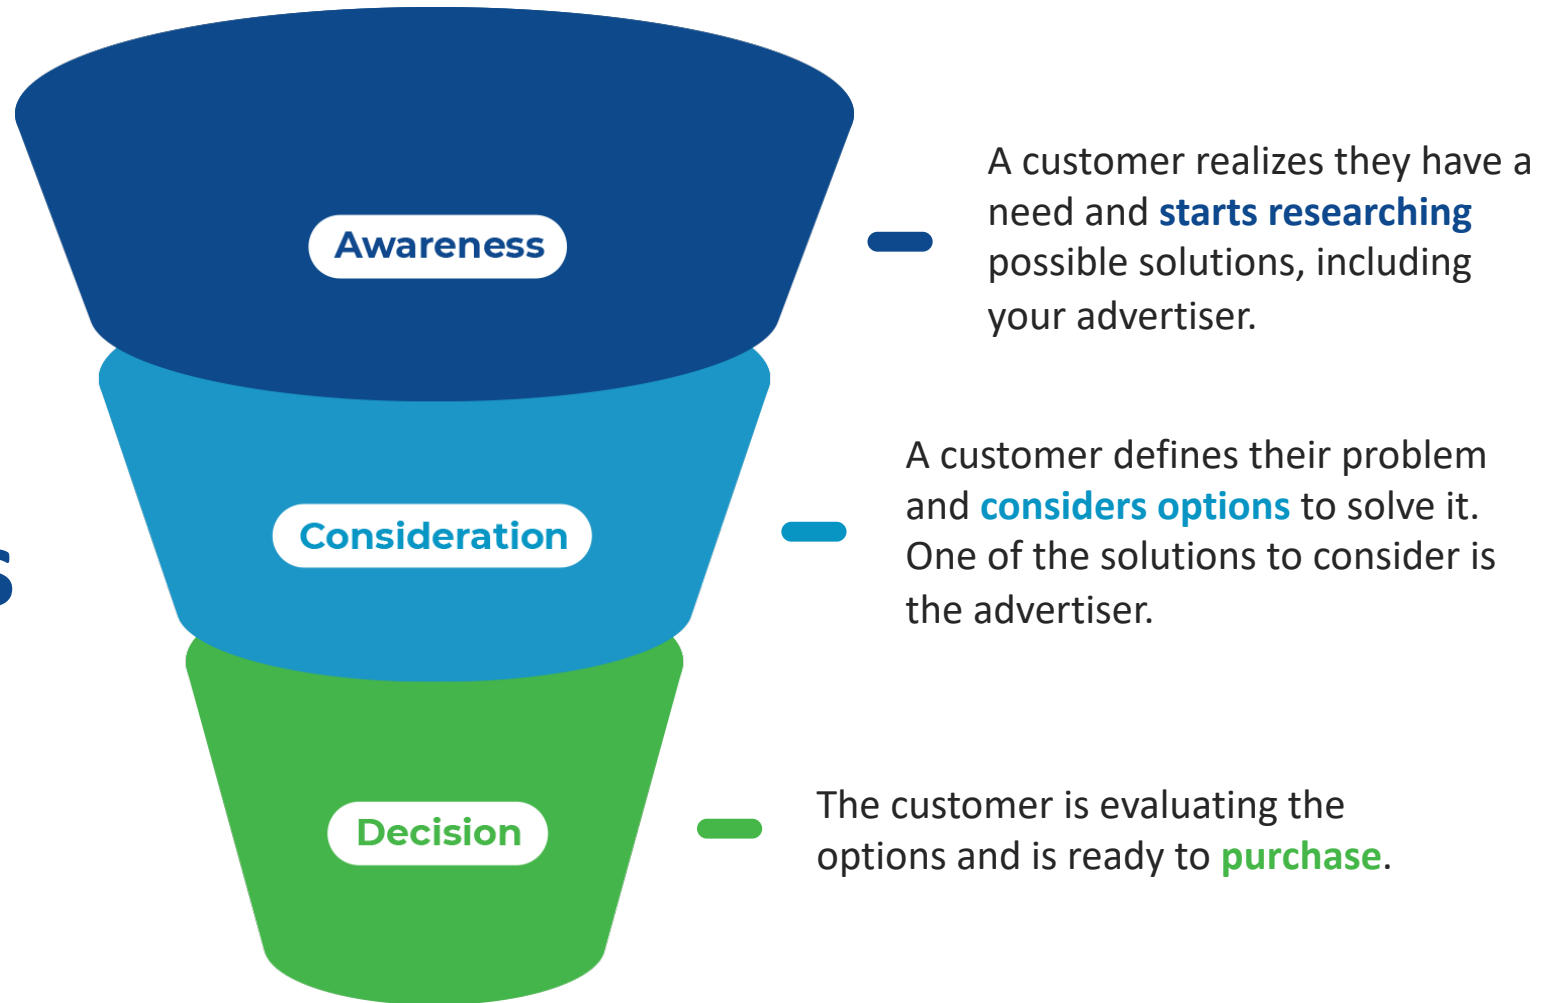 Awareness
A customer realizes they have a
need and starts researching
possible solutions, including
your advertiser.
Consideration
A customer defines their problem
and considers options to solve it.
One of the solutions to consider is
the advertiser.
Decision
The customer is evaluating the
options and is ready to purchase.